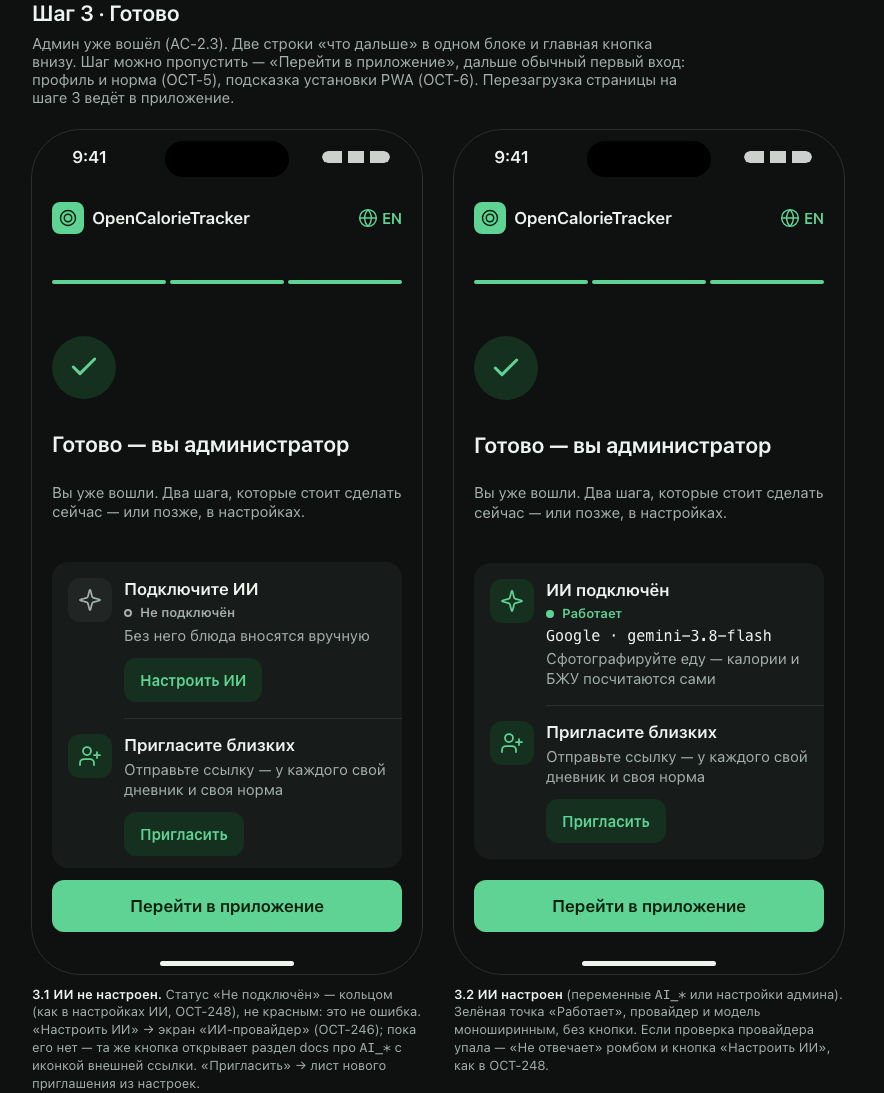 Шаг 3 · Готово
Админ уже вошёл (AC-2.3). Две строки «что дальше» в одном блоке и главная кнопка
внизу. Шаг можно пропустить — «Перейти в приложение», дальше обычный первый вход:
профиль и норма (OCT-5), подсказка установки PWA (OCT-6). Перезагрузка страницы на
шаге 3 ведёт в приложение.
9:41
OpenCalorieTracker
EN
Готово — вы администратор
Вы уже вошли. Два шага, которые стоит сделать
сейчас — или позже, в настройках.
Подключите ИИ
Не подключён
Без него блюда вносятся вручную
Настроить ИИ
Пригласите близких
Отправьте ссылку — у каждого свой
дневник и своя норма
Пригласить
Перейти в приложение
3.1 ИИ не настроен. Статус «Не подключён» — кольцом
(как в настройках ИИ, OCT-248), не красным: это не ошибка.
«Настроить ИИ» → экран «ИИ-провайдер» (OCT-246); пока
его нет — та же кнопка открывает раздел docs про AI_* с
иконкой внешней ссылки. «Пригласить» → лист нового
приглашения из настроек.
9:41
OpenCalorieTracker
EN
Готово — вы администратор
Вы уже вошли. Два шага, которые стоит сделать
сейчас — или позже, в настройках.
ИИ подключён
Работает
Google · gemini-3.8-flash
Сфотографируйте еду — калории и
БЖУ посчитаются сами
Пригласите близких
Отправьте ссылку — у каждого свой
дневник и своя норма
Пригласить
Перейти в приложение
3.2 ИИ настроен (переменные AI_* или настройки админа).
Зелёная точка «Работает», провайдер и модель
моноширинным, без кнопки. Если проверка провайдера
упала — «Не отвечает» ромбом и кнопка «Настроить ИИ»,
как в OCT-248.